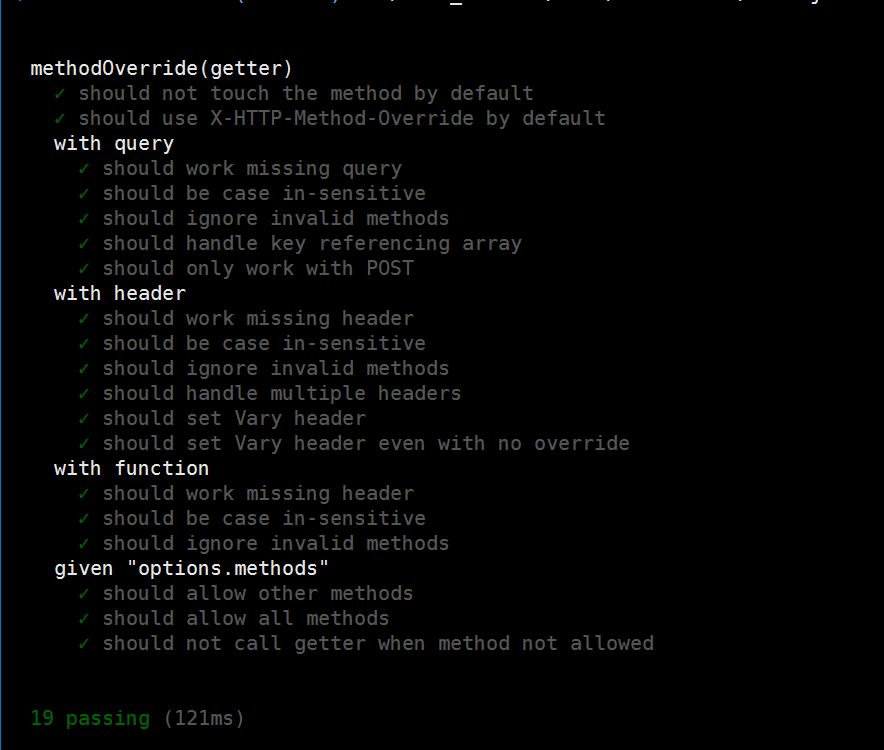 methodOverride(getter)
✓ should not touch the method by default
✓ should use X-HTTP-Method-Override by default
with query
✓ should work missing query
✓ should be case in-sensitive
✓ should ignore invalid methods
✓ should handle key referencing array
✓ should only work with POST
with header
✓ should work missing header
✓ should be case in-sensitive
✓ should ignore invalid methods
✓ should handle multiple headers
✓ should set Vary header
✓ should set Vary header even with no override
with function
✓ should work missing header
✓ should be case in-sensitive
✓ should ignore invalid methods
given "options.methods"
✓ should allow other methods
✓ should allow all methods
✓ should not call getter when method not allowed
19 passing (121ms)